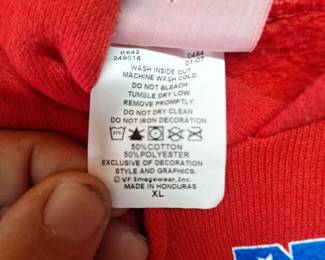 R642 0484
249014 01-07
WASH INSIDE OUT
MACHINE WASH COLD
DO NOT BLEACH
TUMBLE DRY LOW
REMOVE PROMPTLY
DO NOT DRY CLEAN
DO NOT IRON DECORATION
50%COTTON
50%POLYESTER
EXCLUSIVE OF DECORATION
STYLE AND GRAPHICS.
© VF Imagewear,Inc.
MADE IN HONDURAS
XL